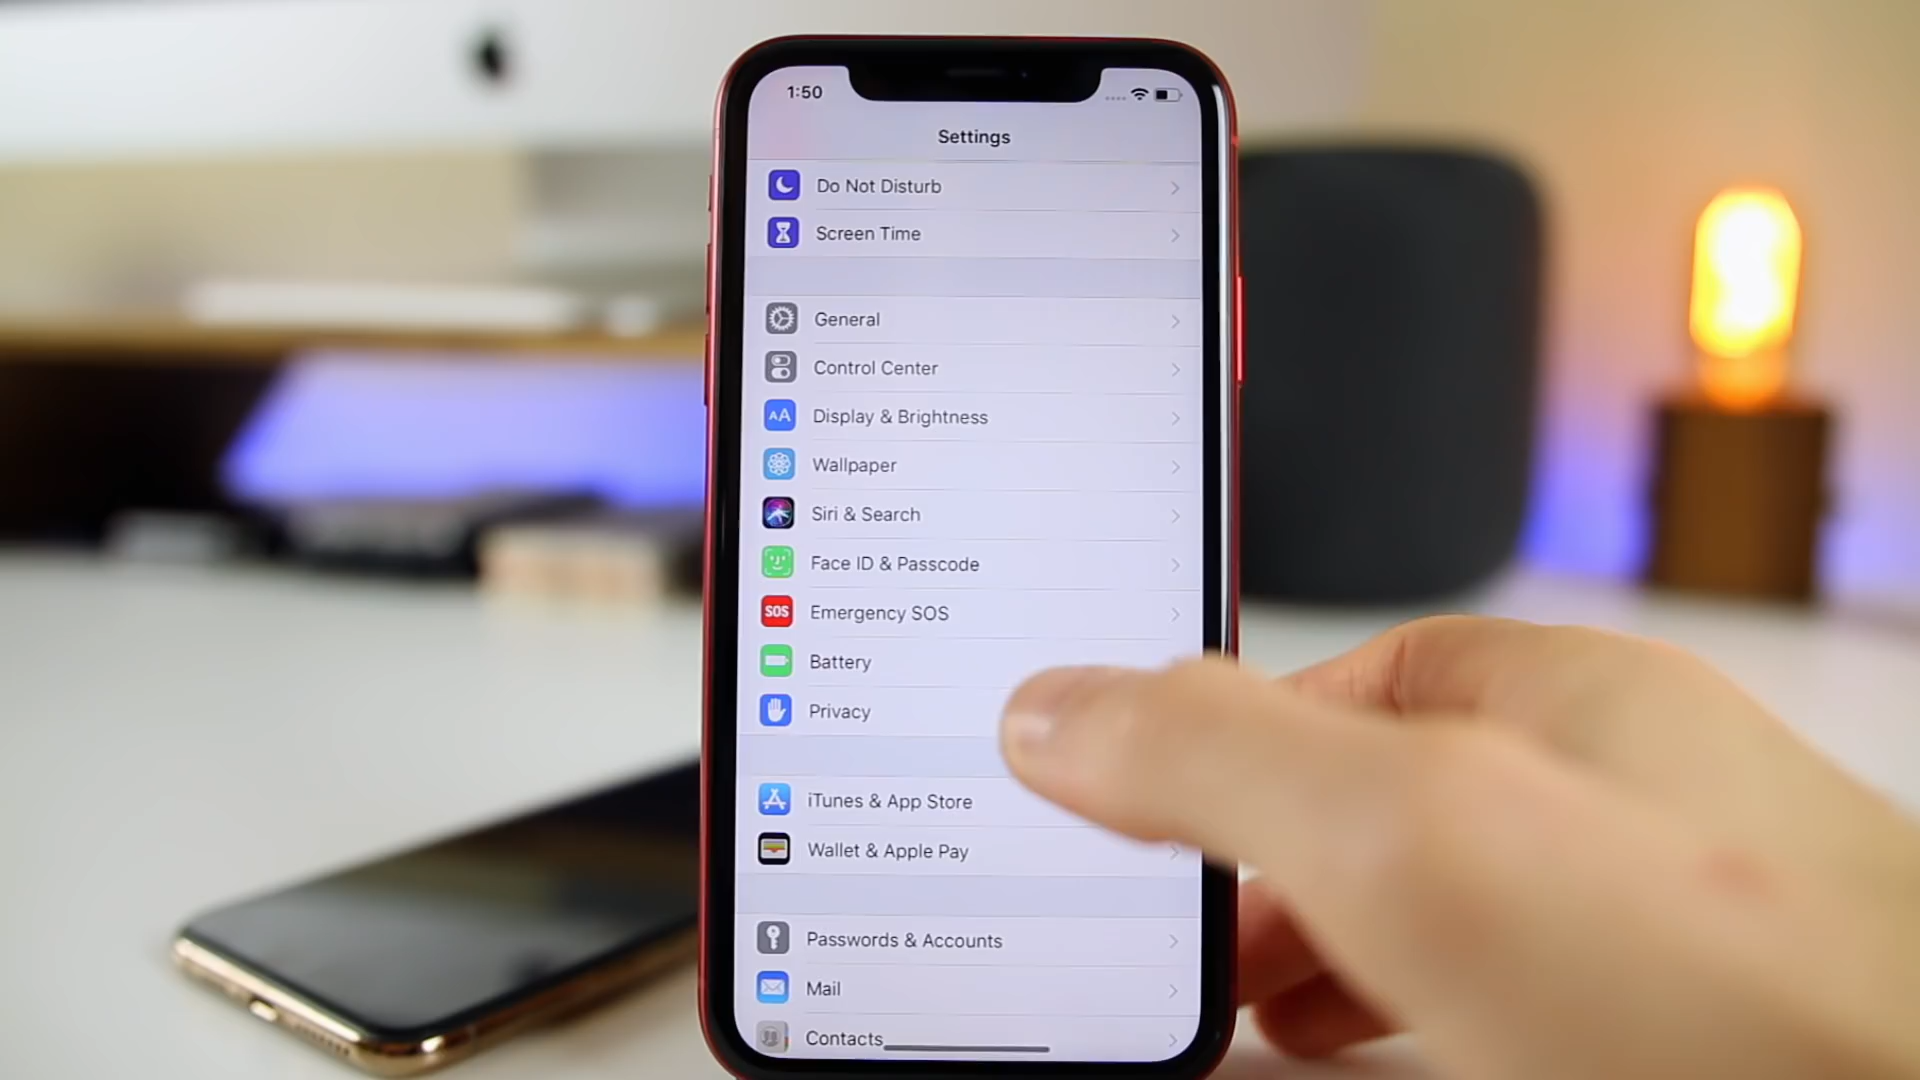 1:50
Settings
Do Not Disturb
Screen Time
General
Control Center
AA Display & Brightness
Wallpaper
Siri & Search
Face ID & Passcode
SOS Emergency SOS
Battery
Privacy
iTunes & App Store
Wallet & Apple Pay
Passwords & Accounts
Mail
Contacts